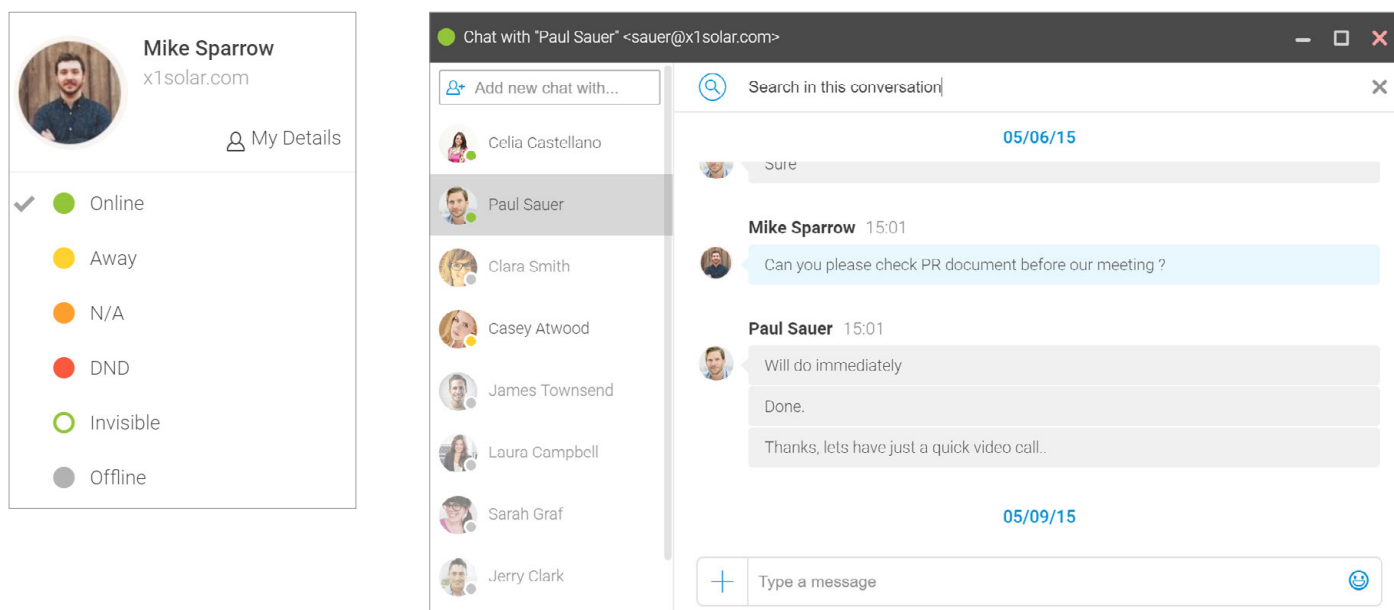 Mike Sparrow
x1solar.com
My Details
Online
Away
N/A
DND
Invisible
Offline
Chat with "Paul Sauer" <sauer@x1solar.com>
Add new chat with...
Celia Castellano
Paul Sauer
Clara Smith
Casey Atwood
James Townsend
Laura Campbell
Sarah Graf
Jerry Clark
Search in this conversation
05/06/15
Sure
Mike Sparrow 15:01
Can you please check PR document before our meeting ?
Paul Sauer 15:01
Will do immediately
Done.
Thanks, lets have just a quick video call..
05/09/15
Type a message